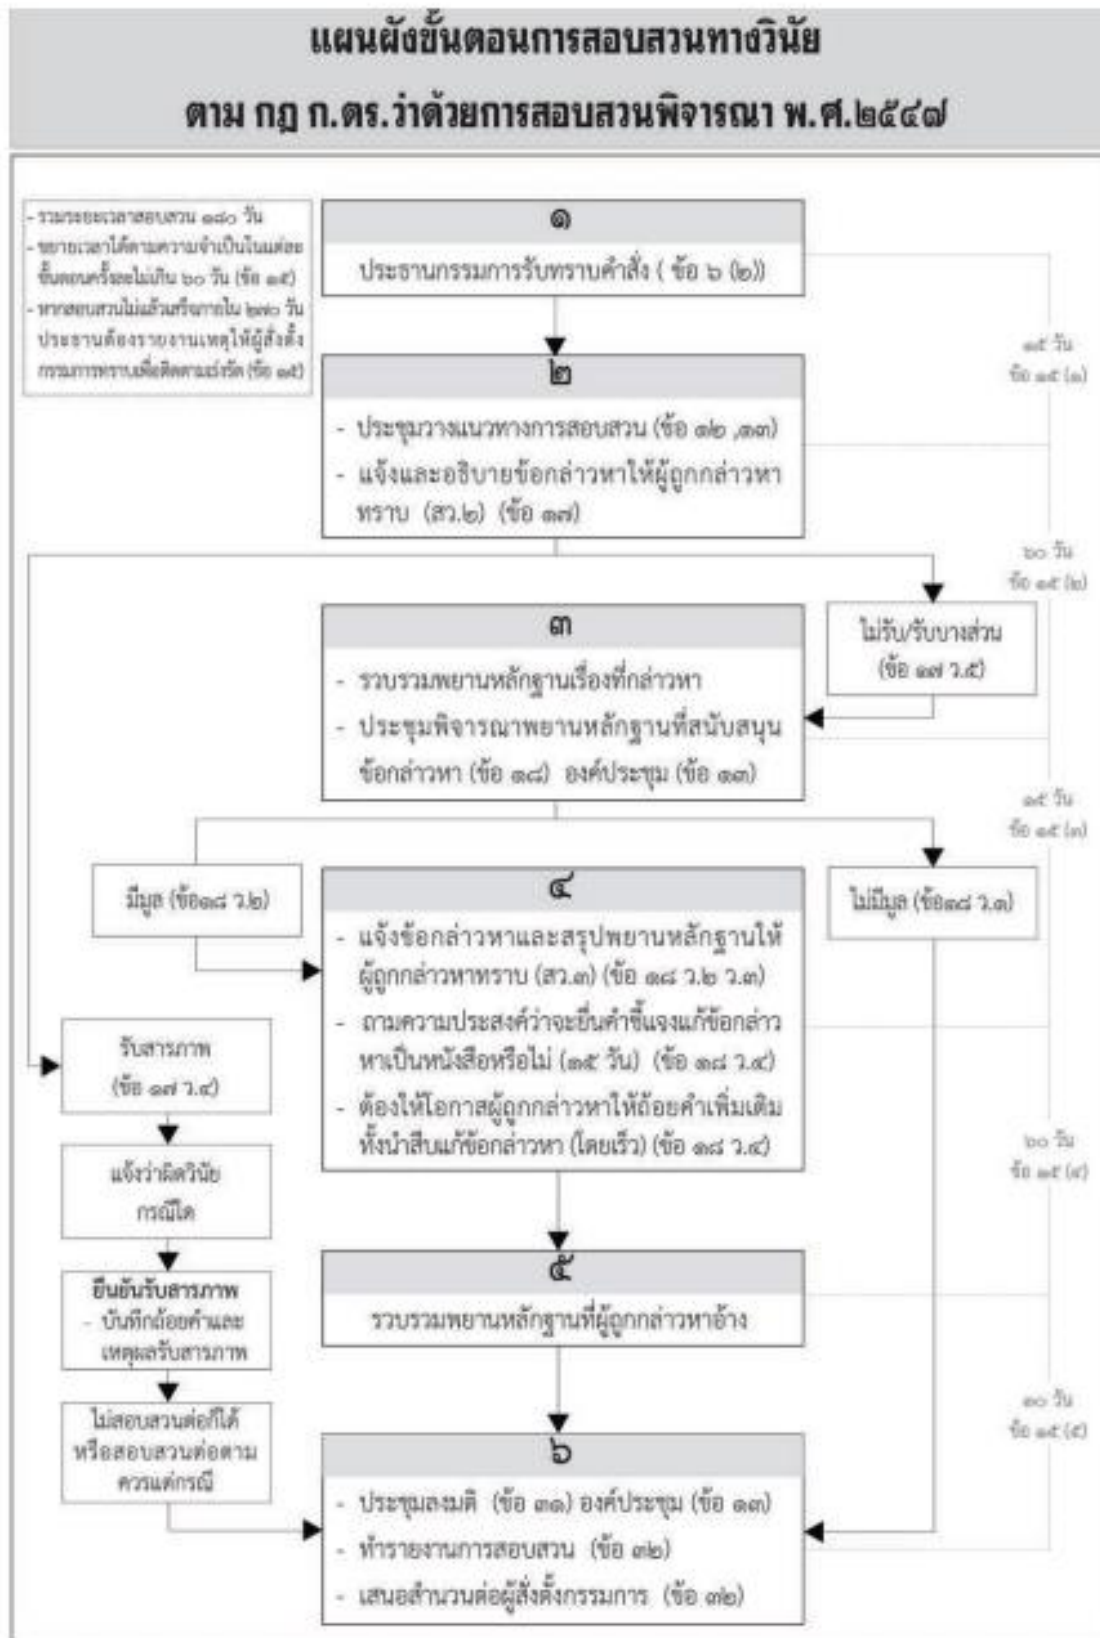 แผนผังขั้นตอนการสอบสวนทางวินัย
ตาม กฎ ก.ตร.ว่าด้วยการสอบสวนพิจารณา พ.ศ.๒๕๔๗
- รวมระยะเวลาสอบสวน ๑๘๐ วัน
- ขยายเวลาได้ตามความจำเป็นในแต่ละ
ขั้นตอนครั้งละไม่เกิน ๖๐ วัน (ข้อ ๑๕)
- หากสอบสวนไม่แล้วเสร็จภายใน ๒๗๐ วัน
ประธานต้องรายงานเหตุให้ผู้สั่งตั้ง
กรรมการทราบเพื่อติดตามเร่งรัด (ข้อ ๑๕)
๑
ประธานกรรมการรับทราบคำสั่ง ( ข้อ ๖ (๒))
๑๕ วัน
ข้อ ๑๕ (๑)
๒
- ประชุมวางแนวทางการสอบสวน (ข้อ ๑๒ ,๑๓)
- แจ้งและอธิบายข้อกล่าวหาให้ผู้ถูกกล่าวหา
ทราบ (สว.๒) (ข้อ ๑๗)
๖๐ วัน
ข้อ ๑๕ (๒)
ไม่รับ/รับบางส่วน
(ข้อ ๑๗ ว.๕)
๓
- รวบรวมพยานหลักฐานเรื่องที่กล่าวหา
- ประชุมพิจารณาพยานหลักฐานที่สนับสนุน
ข้อกล่าวหา (ข้อ ๑๘) องค์ประชุม (ข้อ ๑๓)
๑๕ วัน
ข้อ ๑๕ (๓)
มีมูล (ข้อ๑๘ ว.๒)
ไม่มีมูล (ข้อ๑๘ ว.๑)
๔
- แจ้งข้อกล่าวหาและสรุปพยานหลักฐานให้
ผู้ถูกกล่าวหาทราบ (สว.๓) (ข้อ ๑๘ ว.๒ ว.๓)
- ถามความประสงค์ว่าจะยื่นคำชี้แจงแก้ข้อกล่าว
หาเป็นหนังสือหรือไม่ (๑๕ วัน) (ข้อ ๑๘ ว.๔)
- ต้องให้โอกาสผู้ถูกกล่าวหาให้ถ้อยคำเพิ่มเติม
ทั้งนำสืบแก้ข้อกล่าวหา (โดยเร็ว) (ข้อ ๑๘ ว.๔)
๖๐ วัน
ข้อ ๑๕ (๔)
รับสารภาพ
(ข้อ ๑๗ ว.๔)
แจ้งว่าผิดวินัย
กรณีใด
ยืนยันรับสารภาพ
- บันทึกถ้อยคำและ
เหตุผลรับสารภาพ
ไม่สอบสวนต่อก็ได้
หรือสอบสวนต่อตาม
ควรแต่กรณี
๕
รวบรวมพยานหลักฐานที่ผู้ถูกกล่าวหาอ้าง
๓๐ วัน
ข้อ ๑๕ (๕)
๖
- ประชุมลงมติ (ข้อ ๓๑) องค์ประชุม (ข้อ ๑๓)
- ทำรายงานการสอบสวน (ข้อ ๓๒)
- เสนอสำนวนต่อผู้สั่งตั้งกรรมการ (ข้อ ๓๒)